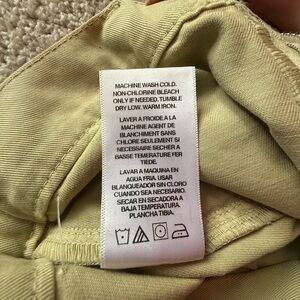 MACHINE WASH COLD.
NON-CHLORINE BLEACH
ONLY IF NEEDED. TUMBLE
DRY LOW. WARM IRON.
LAVER A FROID A LA
MACHINE AGENT DE
BLANCHIMENT SANS
CHLORE SEULEMENT SI
NECESSAIRE SECHER A
BASSE TEMERATURE FER
TIEDE.
LAVAR A MAQUINA EN
AGUA FRIA. USAR
BLANQUEADOR SIN CLORO
CUANDO SEA NECESARIO.
SECAR EN SECADORA A
BAJA TEMPERATURA.
PLANCHA TIBIA.